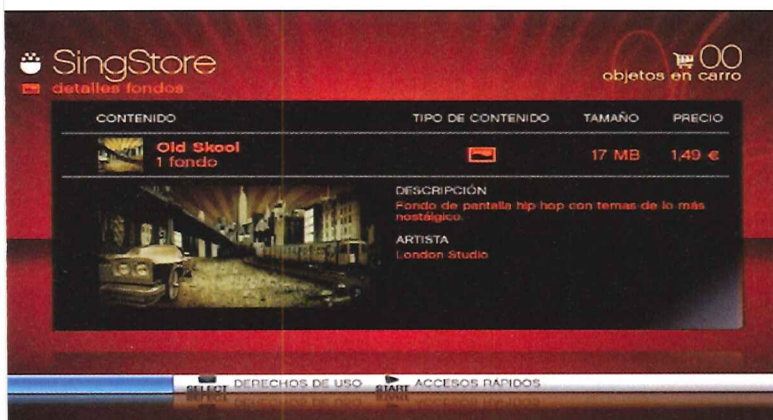 SingStore
00
objetos en carro
detalles fondos
CONTENIDO TIPO DE CONTENIDO TAMAÑO PRECIO
Old Skool
1 fondo
17 MB 1,49 €
DESCRIPCIÓN
Fondo de pantalla hip hop con temas de lo más
nostálgico.
ARTISTA
London Studio
SELECT DERECHOS DE USO START ACCESOS RÁPIDOS